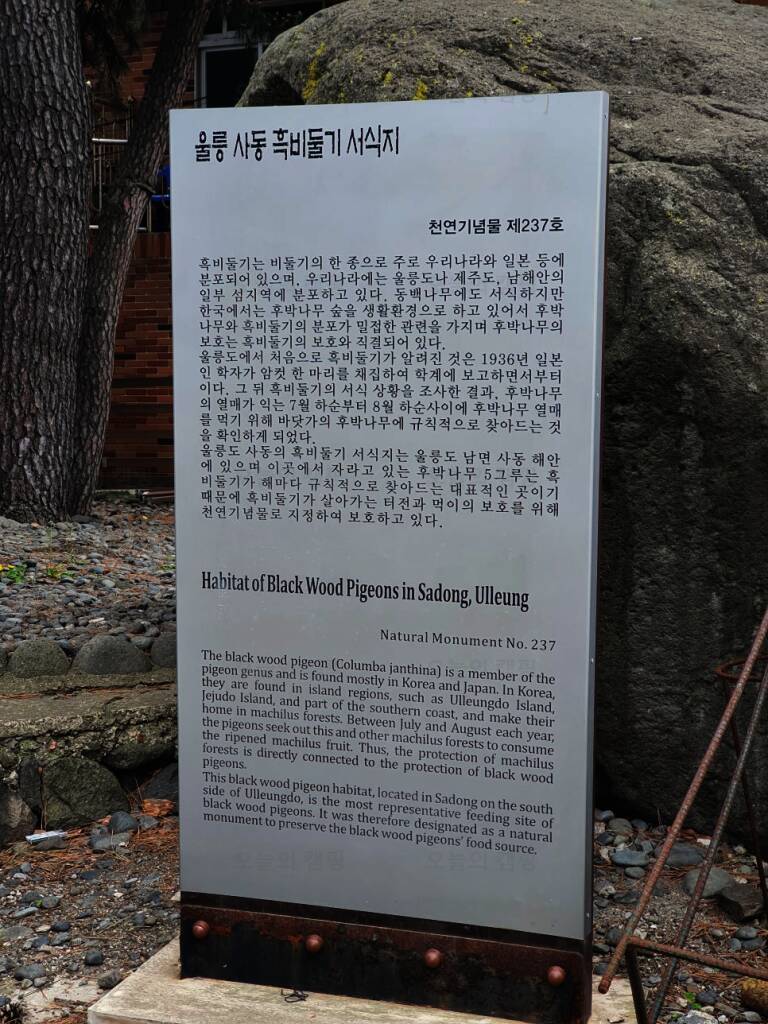 울릉 사동 흑비둘기 서식지
천연기념물 제237호
흑비둘기는 비둘기의 한 종으로 주로 우리나라와 일본 등에
분포되어 있으며, 우리나라에는 울릉도나 제주도, 남해안의
일부 섬지역에 분포하고 있다. 동백나무에도 서식하지만
한국에서는 후박나무 숲을 생활환경으로 하고 있어서 후박
나무와 흑비둘기의 분포가 밀접한 관련을 가지며 후박나무의
보호는 흑비둘기의 보호와 직결되어 있다.
울릉도에서 처음으로 흑비둘기가 알려진 것은 1936년 일본
인 학자가 암컷 한 마리를 채집하여 학계에 보고하면서부터
이다. 그 뒤 흑비둘기의 서식 상황을 조사한 결과, 후박나무
의 열매가 익는 7월 하순부터 8월 하순사이에 후박나무 열매
를 먹기 위해 바닷가의 후박나무에 규칙적으로 찾아드는 것
을 확인하게 되었다.
울릉도 사동의 흑비둘기 서식지는 울릉도 남면 사동 해안
에 있으며 이곳에서 자라고 있는 후박나무 5그루는 흑
비둘기가 해마다 규칙적으로 찾아드는 대표적인 곳이기
때문에 흑비둘기가 살아가는 터전과 먹이의 보호를 위해
천연기념물로 지정하여 보호하고 있다.
Habitat of Black Wood Pigeons in Sadong, Ulleung
Natural Monument No. 237
The black wood pigeon (Columba janthina) is a member of the
pigeon genus and is found mostly in Korea and Japan. In Korea,
they are found in island regions, such as Ulleungdo Island,
Jejudo Island, and part of the southern coast, and make their
home in machilus forests. Between July and August each year,
the pigeons seek out this and other machilus forests to consume
the ripened machilus fruit. Thus, the protection of machilus
forests is directly connected to the protection of black wood
pigeons.
This black wood pigeon habitat, located in Sadong on the south
side of Ulleungdo, is the most representative feeding site of
black wood pigeons. It was therefore designated as a natural
monument to preserve the black wood pigeons' food source.
오늘의 캠핑 오늘의 캠핑